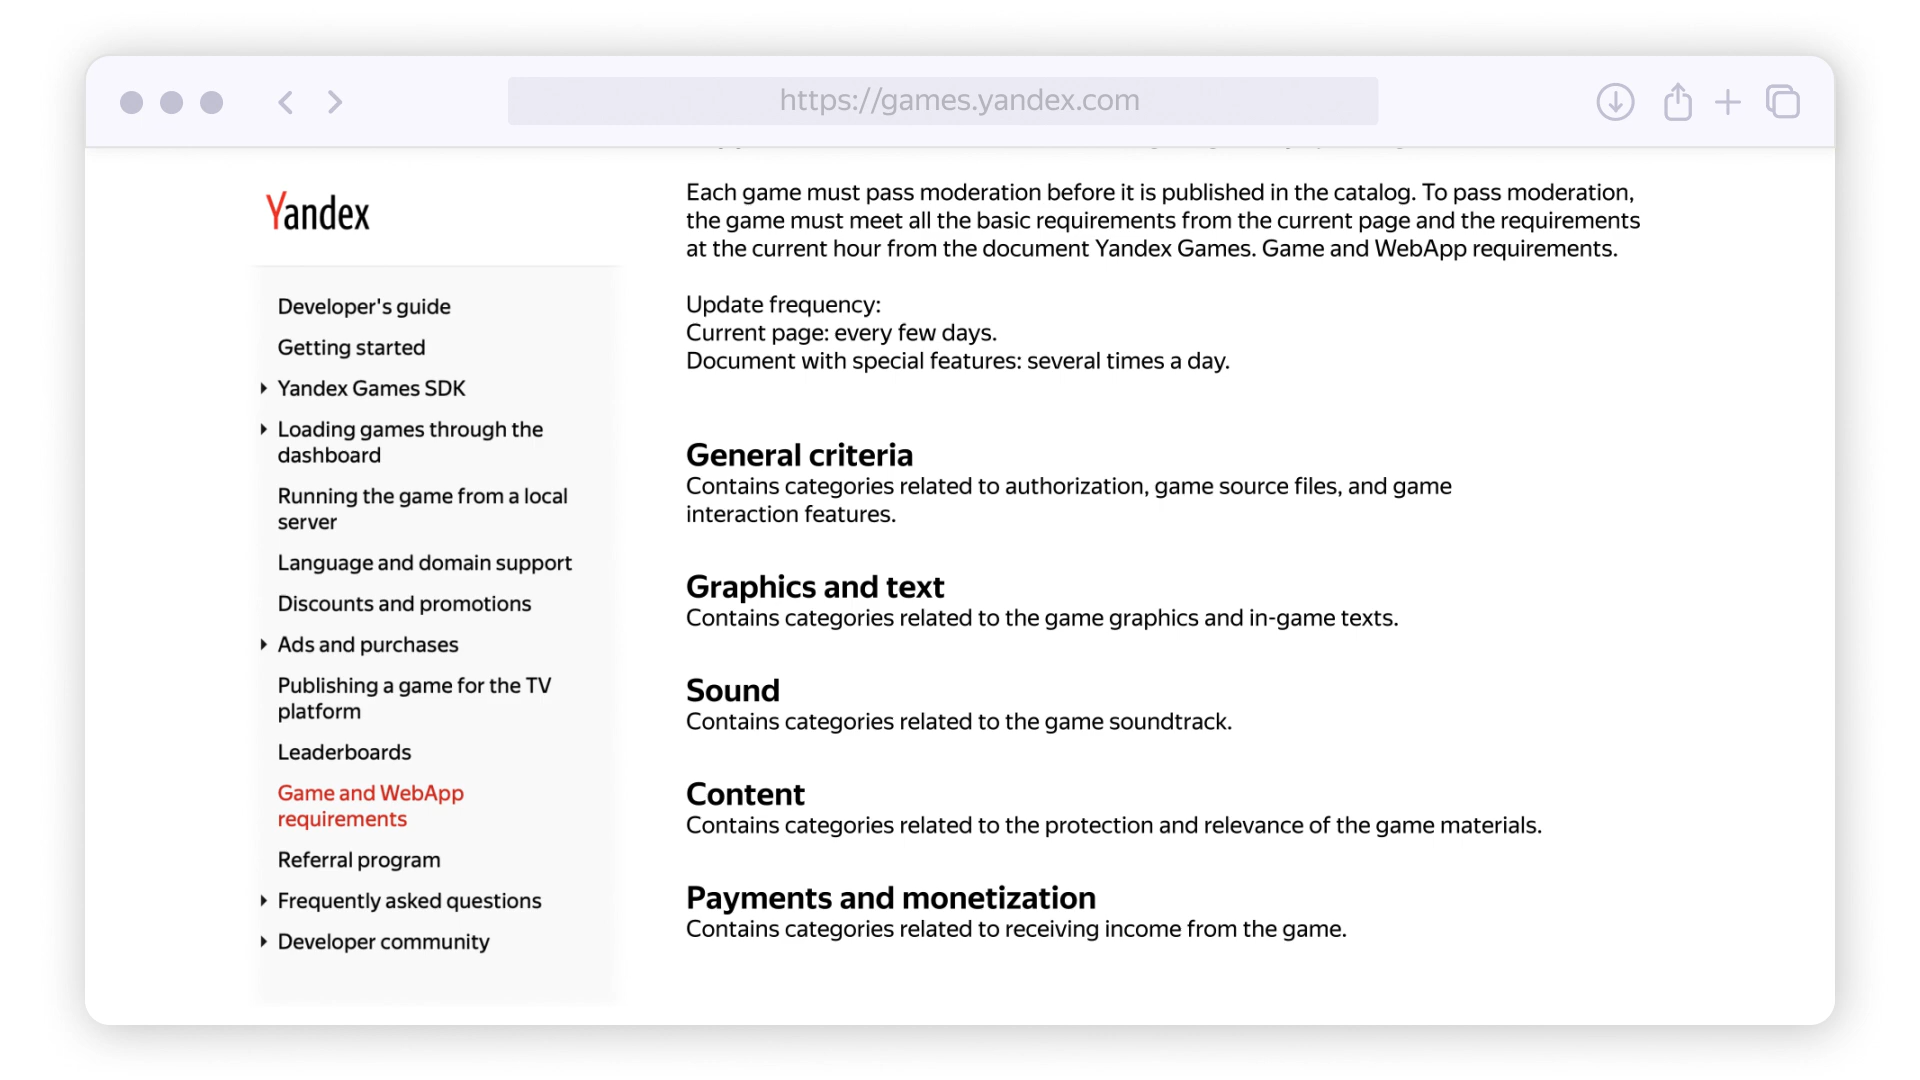 https://games.yandex.com
Yandex
Developer's guide
Getting started
Yandex Games SDK
Loading games through the
dashboard
Running the game from a local
server
Language and domain support
Discounts and promotions
Ads and purchases
Publishing a game for the TV
platform
Leaderboards
Game and WebApp
requirements
Referral program
Frequently asked questions
Developer community
Each game must pass moderation before it is published in the catalog. To pass moderation,
the game must meet all the basic requirements from the current page and the requirements
at the current hour from the document Yandex Games. Game and WebApp requirements.
Update frequency:
Current page: every few days.
Document with special features: several times a day.
General criteria
Contains categories related to authorization, game source files, and game
interaction features.
Graphics and text
Contains categories related to the game graphics and in-game texts.
Sound
Contains categories related to the game soundtrack.
Content
Contains categories related to the protection and relevance of the game materials.
Payments and monetization
Contains categories related to receiving income from the game.